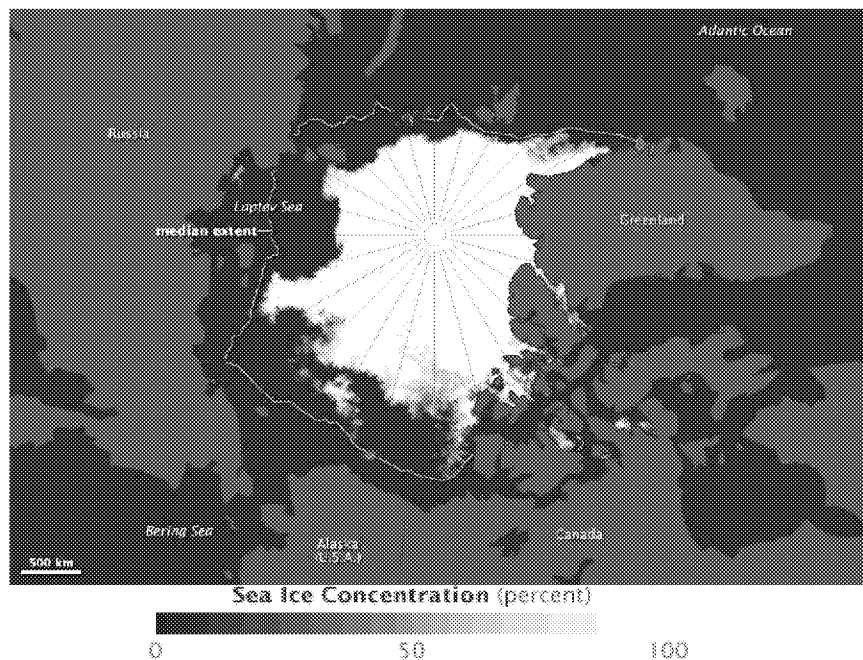 Atlantic Ocean
Russia
Laptev Sea
median extent
Greenland
Bering Sea
Alaska
(U.S.A.)
Canada
500 km
Sea Ice Concentration (percent)
0 50 100